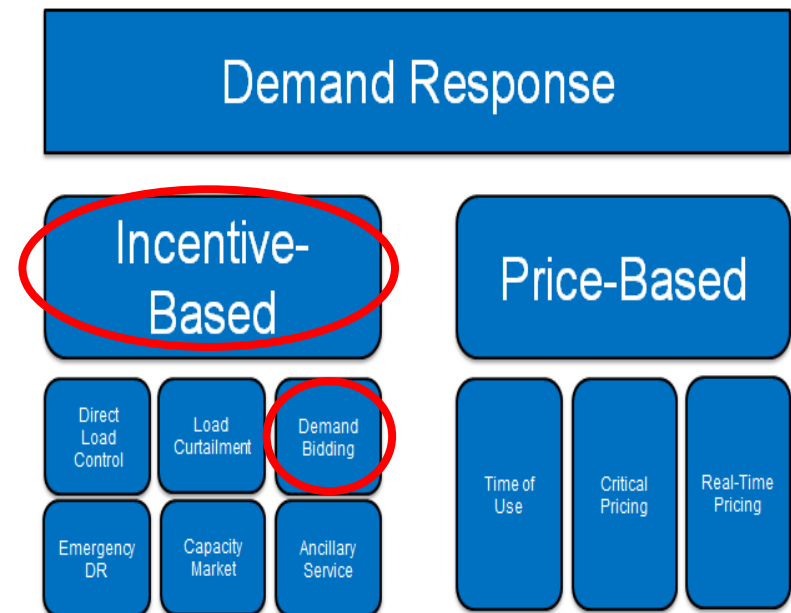 Demand Response
Incentive-
Based
Price-Based
Direct
Load
Control
Load
Curtailment
Demand
Bidding
Emergency
DR
Capacity
Market
Ancillary
Service
Time of
Use
Critical
Pricing
Real-Time
Pricing